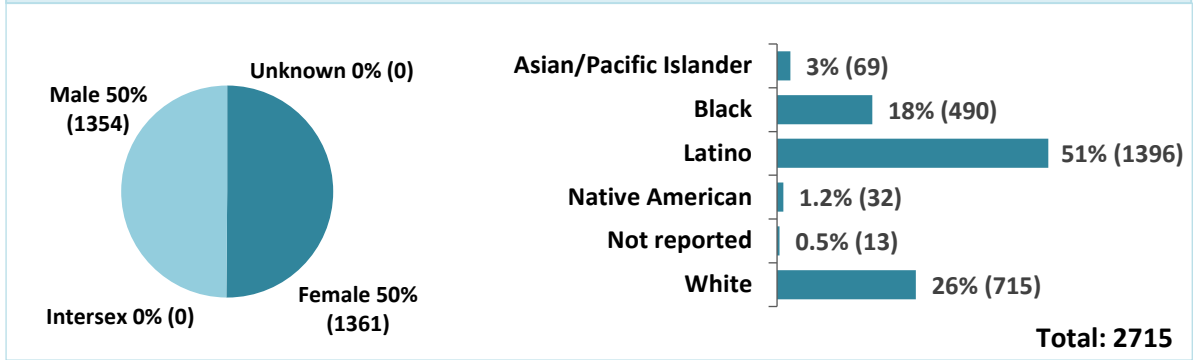 Unknown 0% (0)
Male 50%
(1354)
Intersex 0% (0)
Female 50%
(1361)
Asian/Pacific Islander 3% (69)
Black 18% (490)
Latino 51% (1396)
Native American 1.2% (32)
Not reported 0.5% (13)
White 26% (715)
Total: 2715